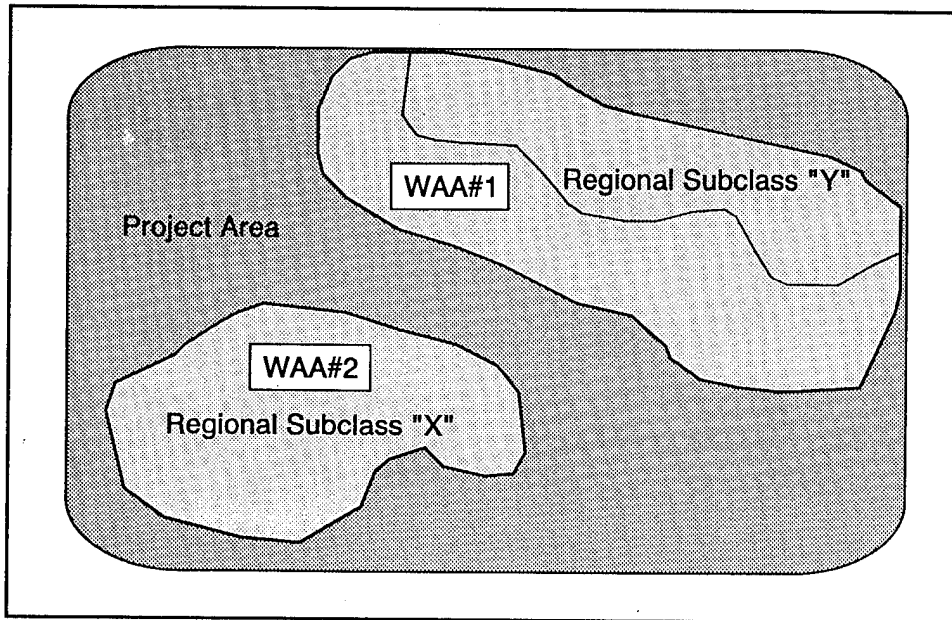 WAA#1
Regional Subclass "Y"
Project Area
WAA#2
Regional Subclass "X"